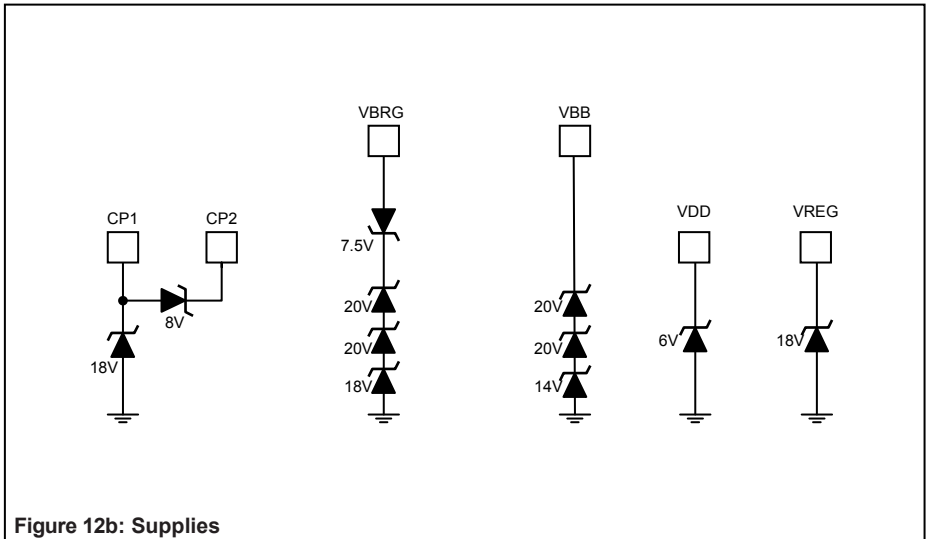 VBRG
VBB
CP1
CP2
VDD
VREG
7.5V
8V
20V
20V
18V
20V
20V
14V
18V
6V
18V
Figure 12b: Supplies